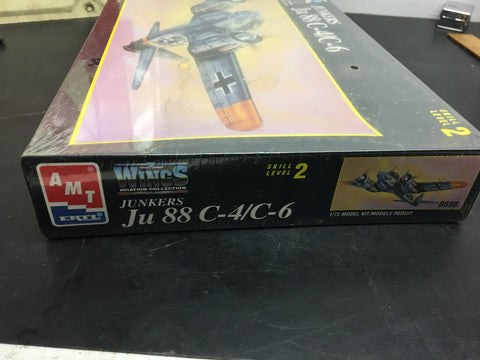 JUNKERS
Ju 88 C-4/C-6
SKILL
LEVEL 2
AMT
ERTL
WINGS
AVIATION COLLECTION
SKILL
LEVEL 2
JUNKERS
Ju 88 C-4/C-6
8898
1/72 MODEL KIT/MODELE REDUIT